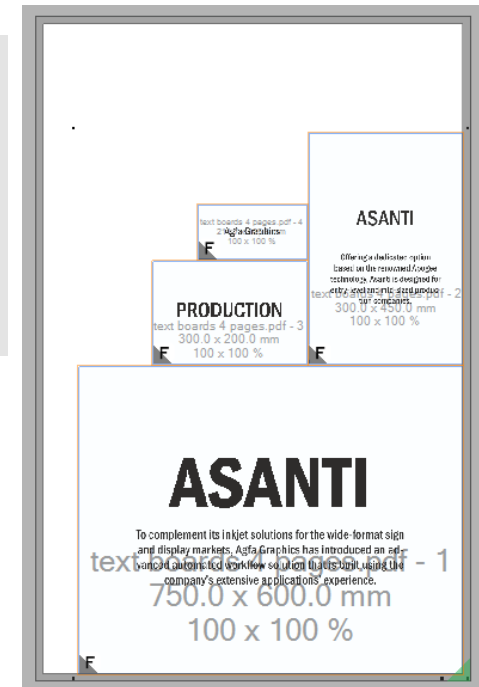 text boards 4 pages.pdf - 4
Agfa Graphics
100 x 100 %
F
ASANTI
Offering a dedicated option
based on the renowned Apogee
technology, Asanti is designed for
entry-level and mid-sized produc-
tion companies.
text boards 4 pages.pdf - 2
300.0 x 450.0 mm
100 x 100 %
F
PRODUCTION
text boards 4 pages.pdf - 3
300.0 x 200.0 mm
100 x 100 %
F
ASANTI
To complement its inkjet solutions for the wide-format sign
and display markets, Agfa Graphics has introduced an ad-
vanced automated workflow solution that is built using the
company's extensive applications' experience.
text boards 4 pages.pdf - 1
750.0 x 600.0 mm
100 x 100 %
F